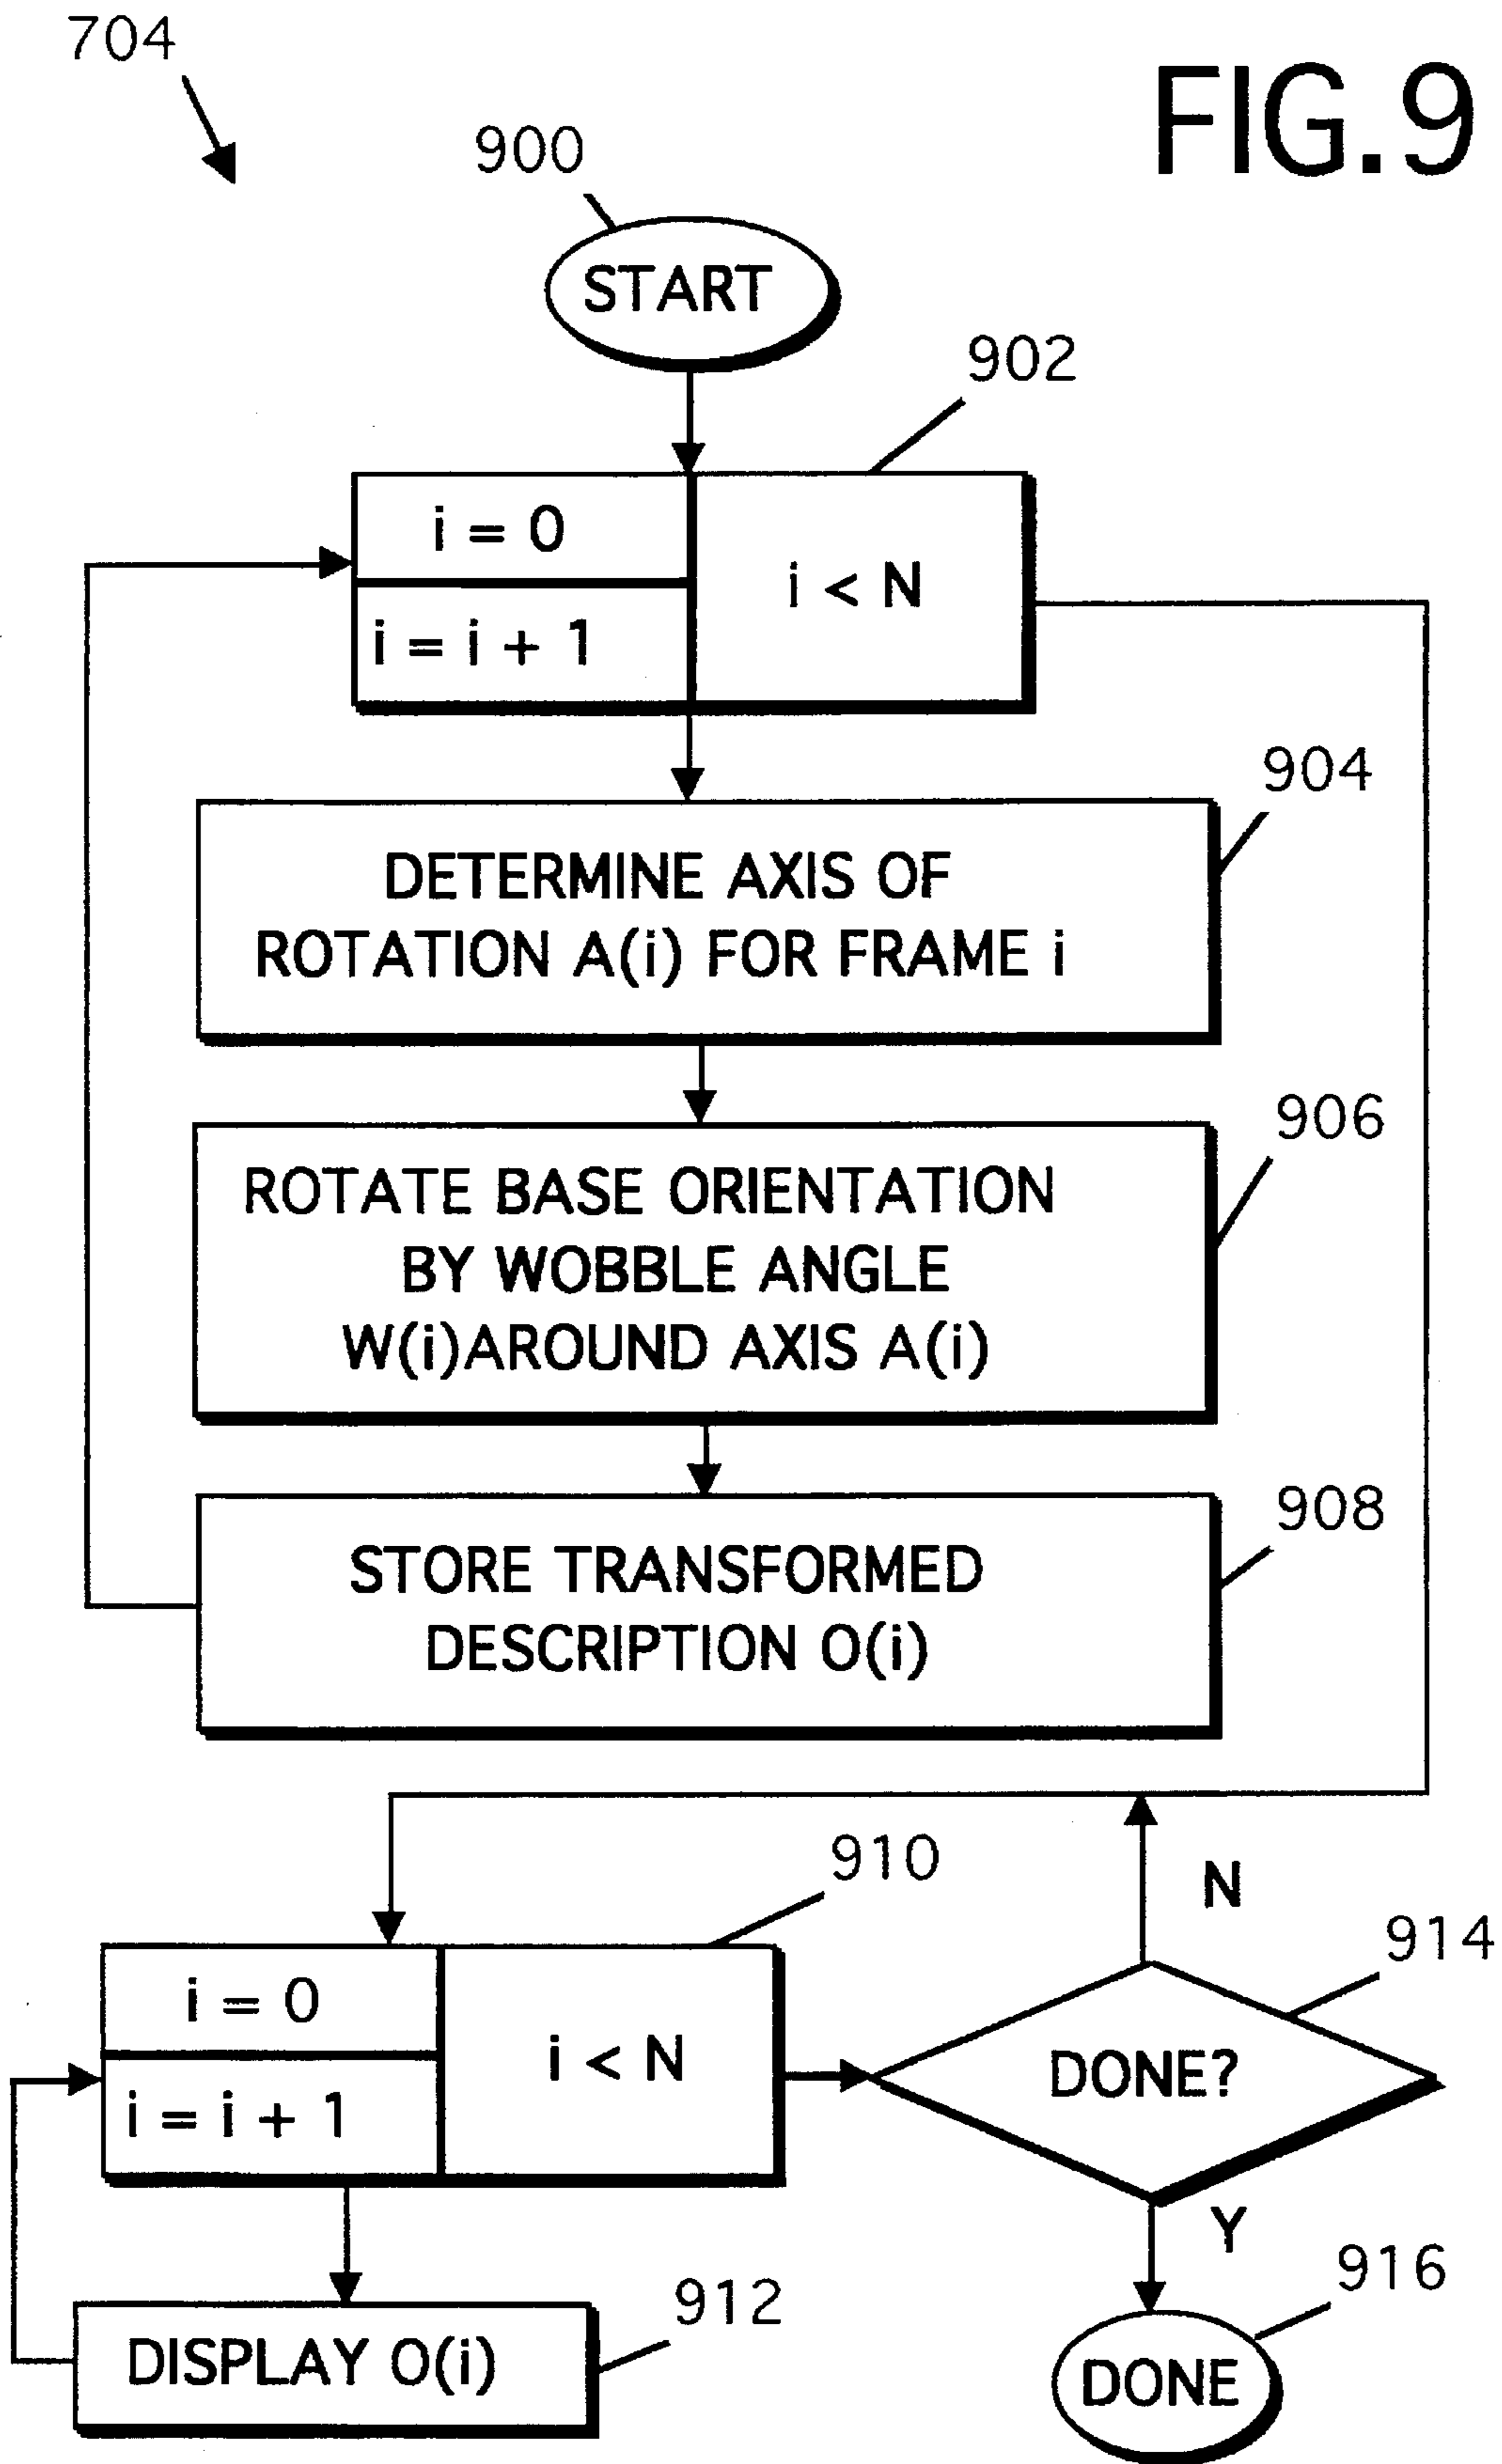 704
FIG.9
900
START
902
i = 0
i < N
i = i + 1
904
DETERMINE AXIS OF
ROTATION A(i) FOR FRAME i
906
ROTATE BASE ORIENTATION
BY WOBBLE ANGLE
W(i)AROUND AXIS A(i)
908
STORE TRANSFORMED
DESCRIPTION O(i)
910
N
914
i = 0
i < N
i = i + 1
DONE?
Y
916
912
DISPLAY O(i)
DONE